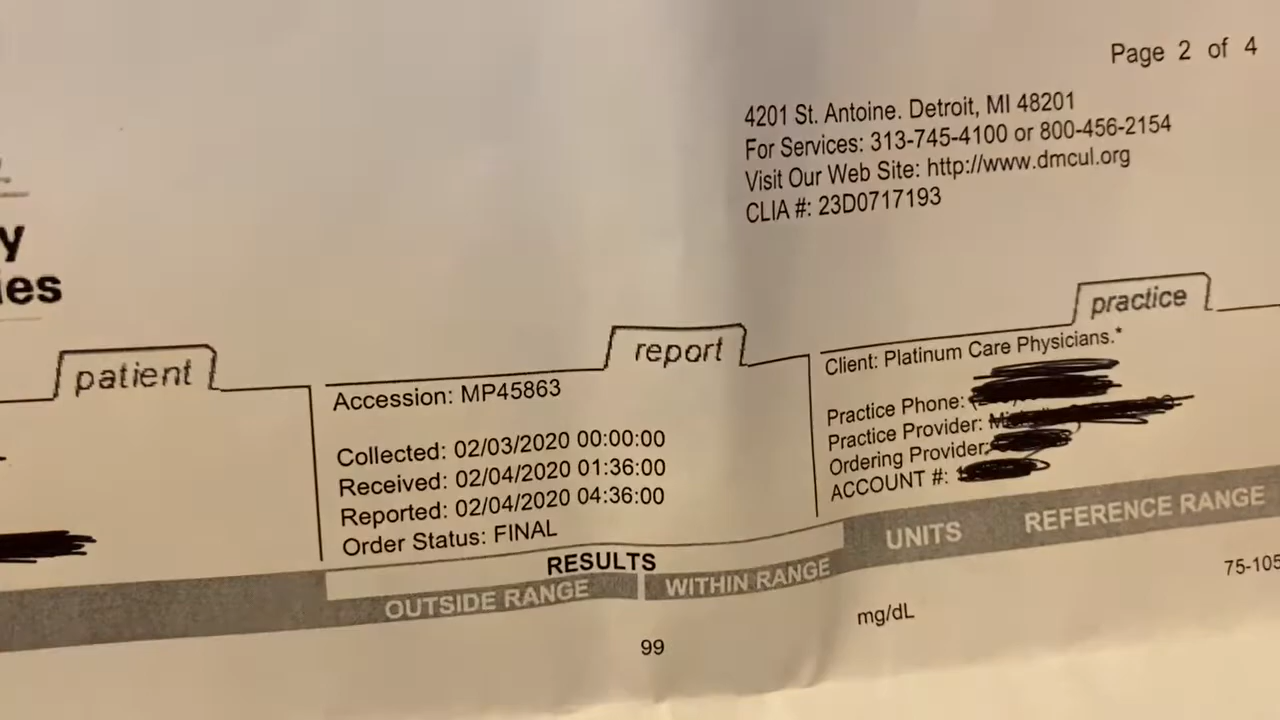 Page 2 of 4
4201 St. Antoine. Detroit, MI 48201
For Services: 313-745-4100 or 800-456-2154
Visit Our Web Site: http://www.dmcul.org
CLIA #: 23D0717193
y
ies
patient
report
practice
Accession: MP45863
Collected: 02/03/2020 00:00:00
Received: 02/04/2020 01:36:00
Reported: 02/04/2020 04:36:00
Order Status: FINAL
Client: Platinum Care Physicians.*
Practice Phone:
Practice Provider:
Ordering Provider:
ACCOUNT #:
RESULTS
OUTSIDE RANGE
WITHIN RANGE
UNITS
REFERENCE RANGE
99
mg/dL
75-105